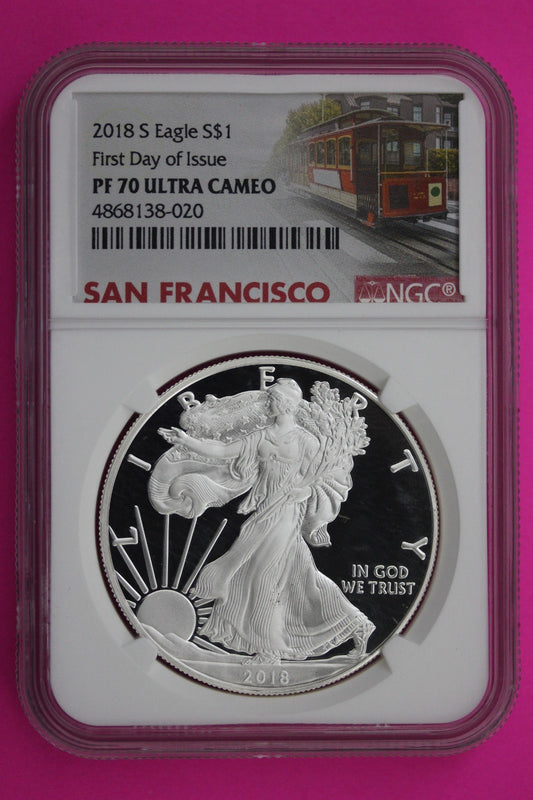 2018 S Eagle S$1
First Day of Issue
PF 70 ULTRA CAMEO
4868138-020
SAN FRANCISCO
NGC®
LIBERTY
IN GOD
WE TRUST
2018